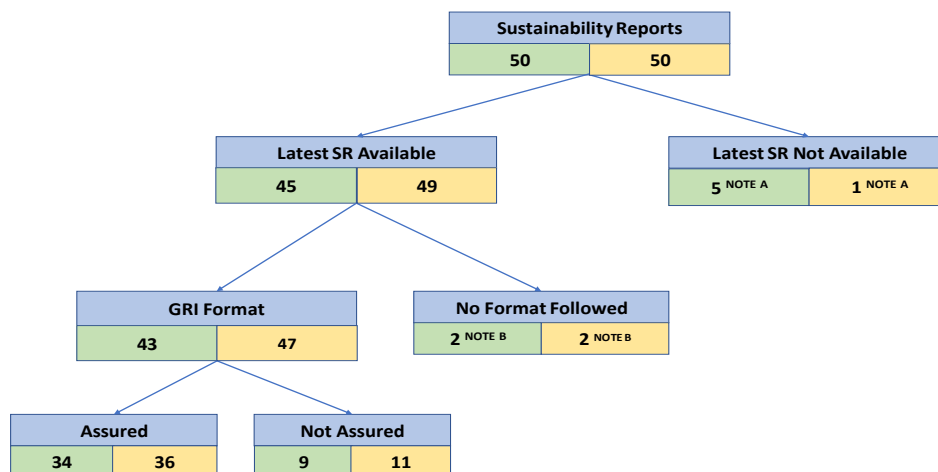 Sustainability Reports
50 50
Latest SR Available
45 49
Latest SR Not Available
5 NOTE A 1 NOTE A
GRI Format
43 47
No Format Followed
2 NOTE B 2 NOTE B
Assured
34 36
Not Assured
9 11